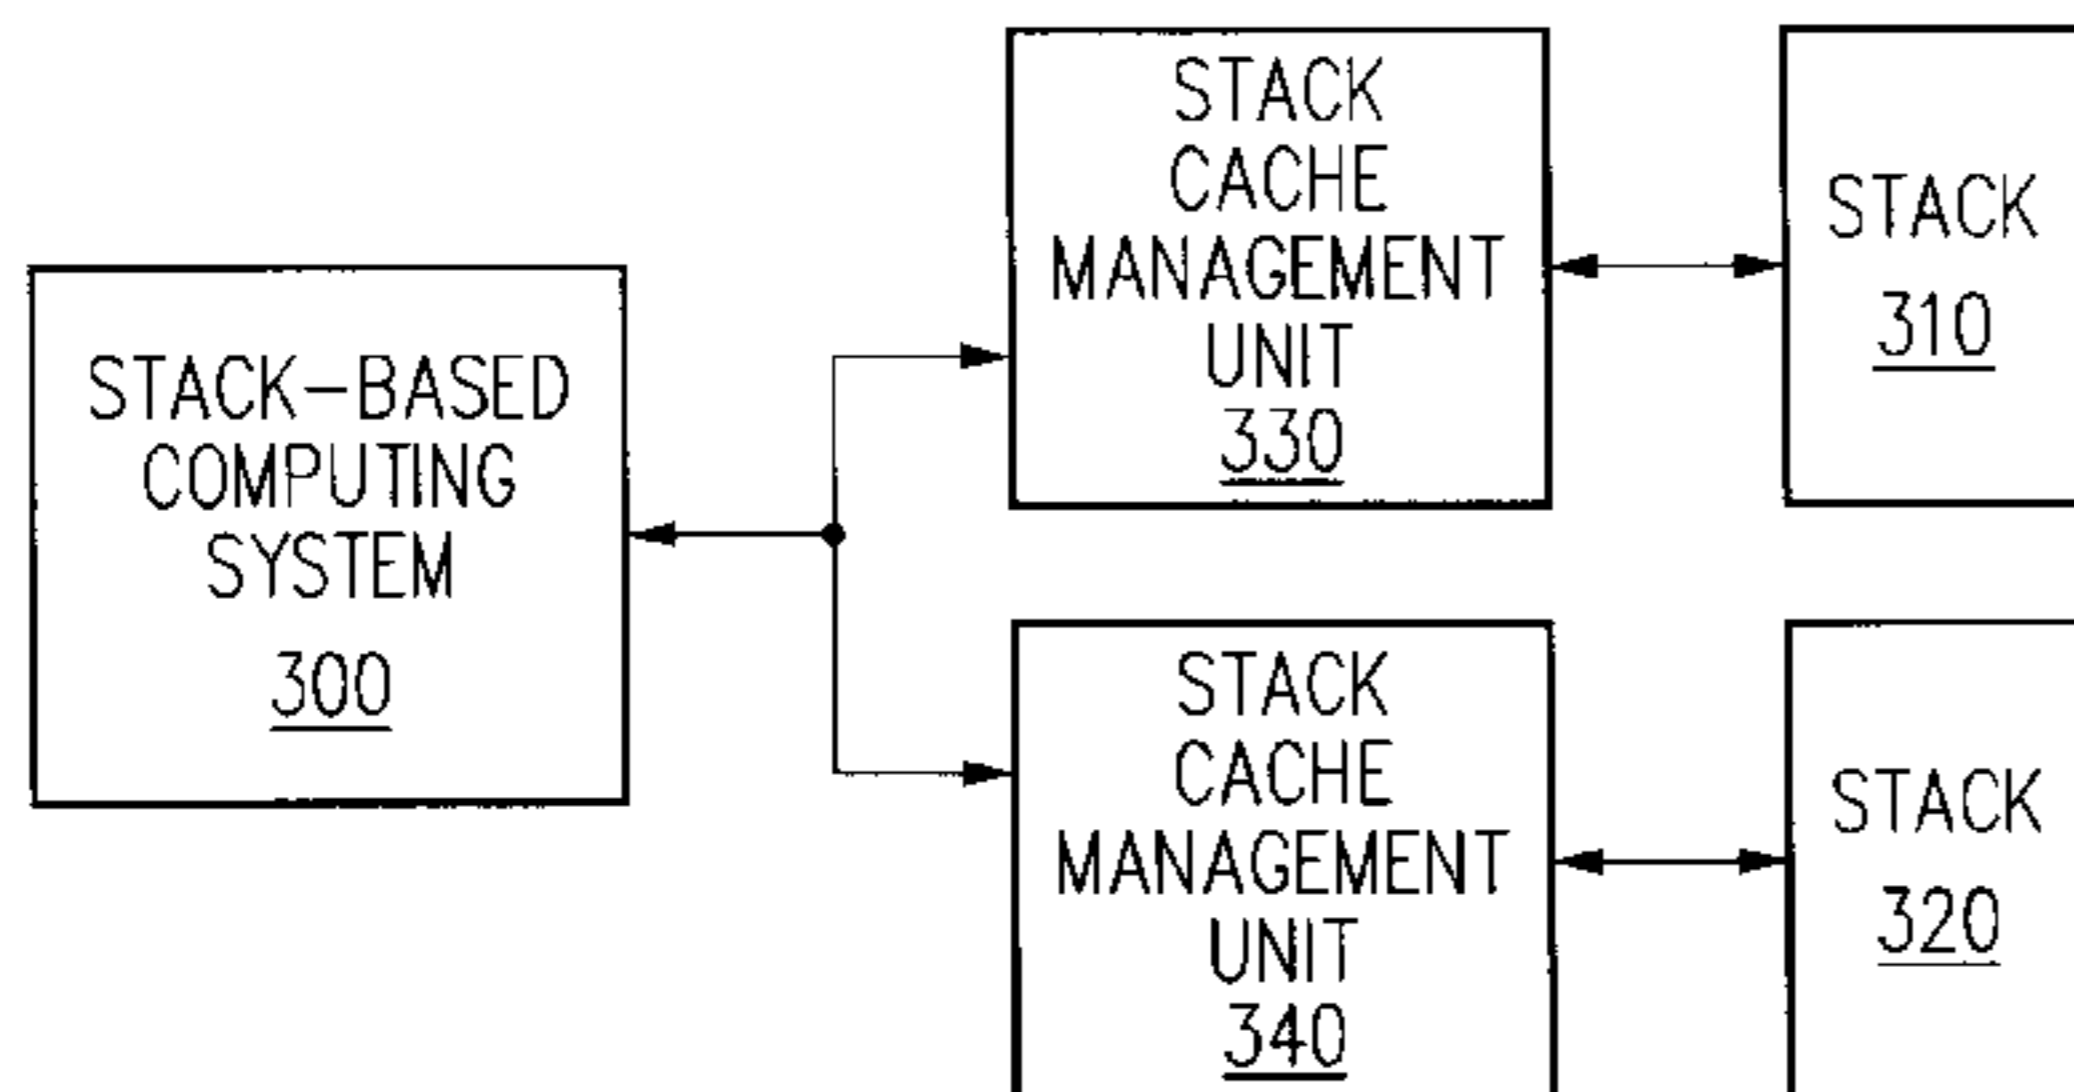 STACK-BASED
COMPUTING
SYSTEM
300
STACK
CACHE
MANAGEMENT
UNIT
330
STACK
310
STACK
CACHE
MANAGEMENT
UNIT
340
STACK
320